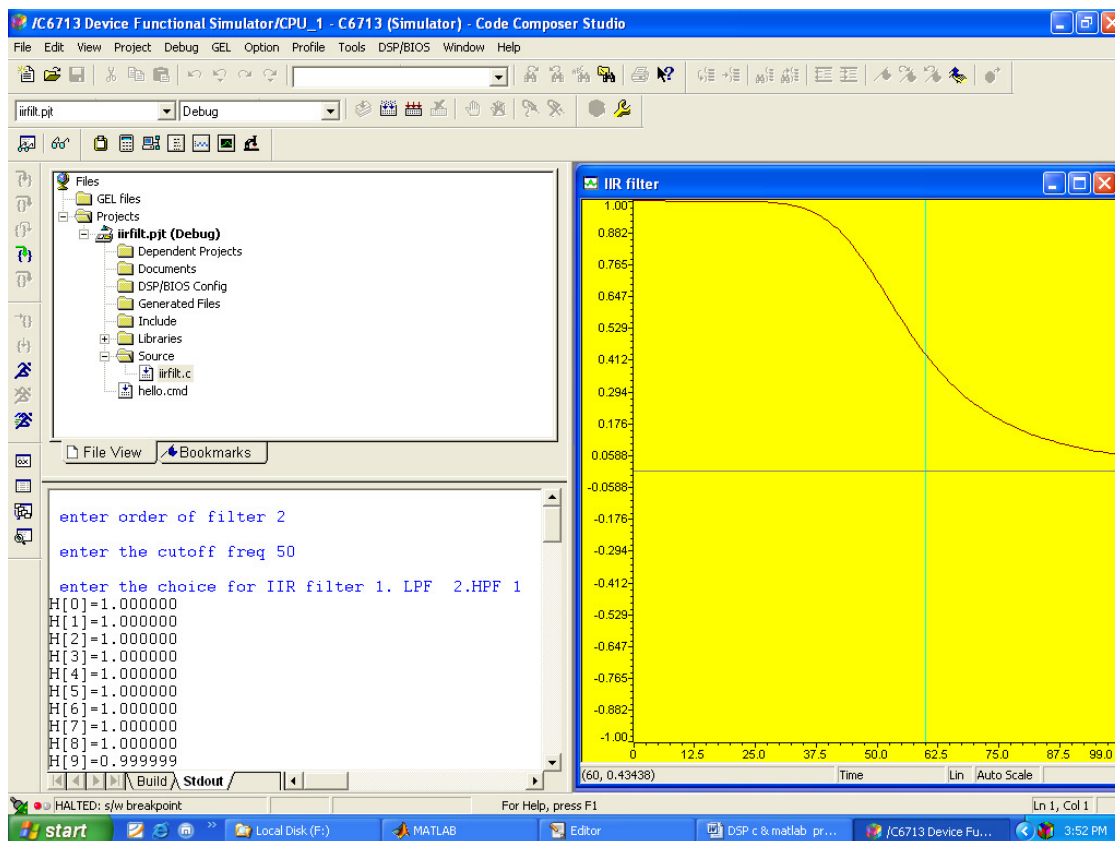 /C6713 Device Functional Simulator/CPU_1 - C6713 (Simulator) - Code Composer Studio
File Edit View Project Debug GEL Option Profile Tools DSP/BIOS Window Help
iirfilt.pjt Debug
Files
GEL files
Projects
iirfilt.pjt (Debug)
Dependent Projects
Documents
DSP/BIOS Config
Generated Files
Include
Libraries
Source
iirfilt.c
hello.cmd
File View Bookmarks
enter order of filter 2
enter the cutoff freq 50
enter the choice for IIR filter 1. LPF 2.HPF 1
H[0]=1.000000
H[1]=1.000000
H[2]=1.000000
H[3]=1.000000
H[4]=1.000000
H[5]=1.000000
H[6]=1.000000
H[7]=1.000000
H[8]=1.000000
H[9]=0.999999
Build Stdout
IIR filter
1.00
0.882
0.765
0.647
0.529
0.412
0.294
0.176
0.0588
-0.0588
-0.176
-0.294
-0.412
-0.529
-0.647
-0.765
-0.882
-1.00
0 12.5 25.0 37.5 50.0 62.5 75.0 87.5 99.0
(60, 0.43438) Time Lin Auto Scale
HALTED: s/w breakpoint For Help, press F1 Ln 1, Col 1
start Local Disk (F:) MATLAB Editor DSP c & matlab pr... /C6713 Device Fu... 3:52 PM